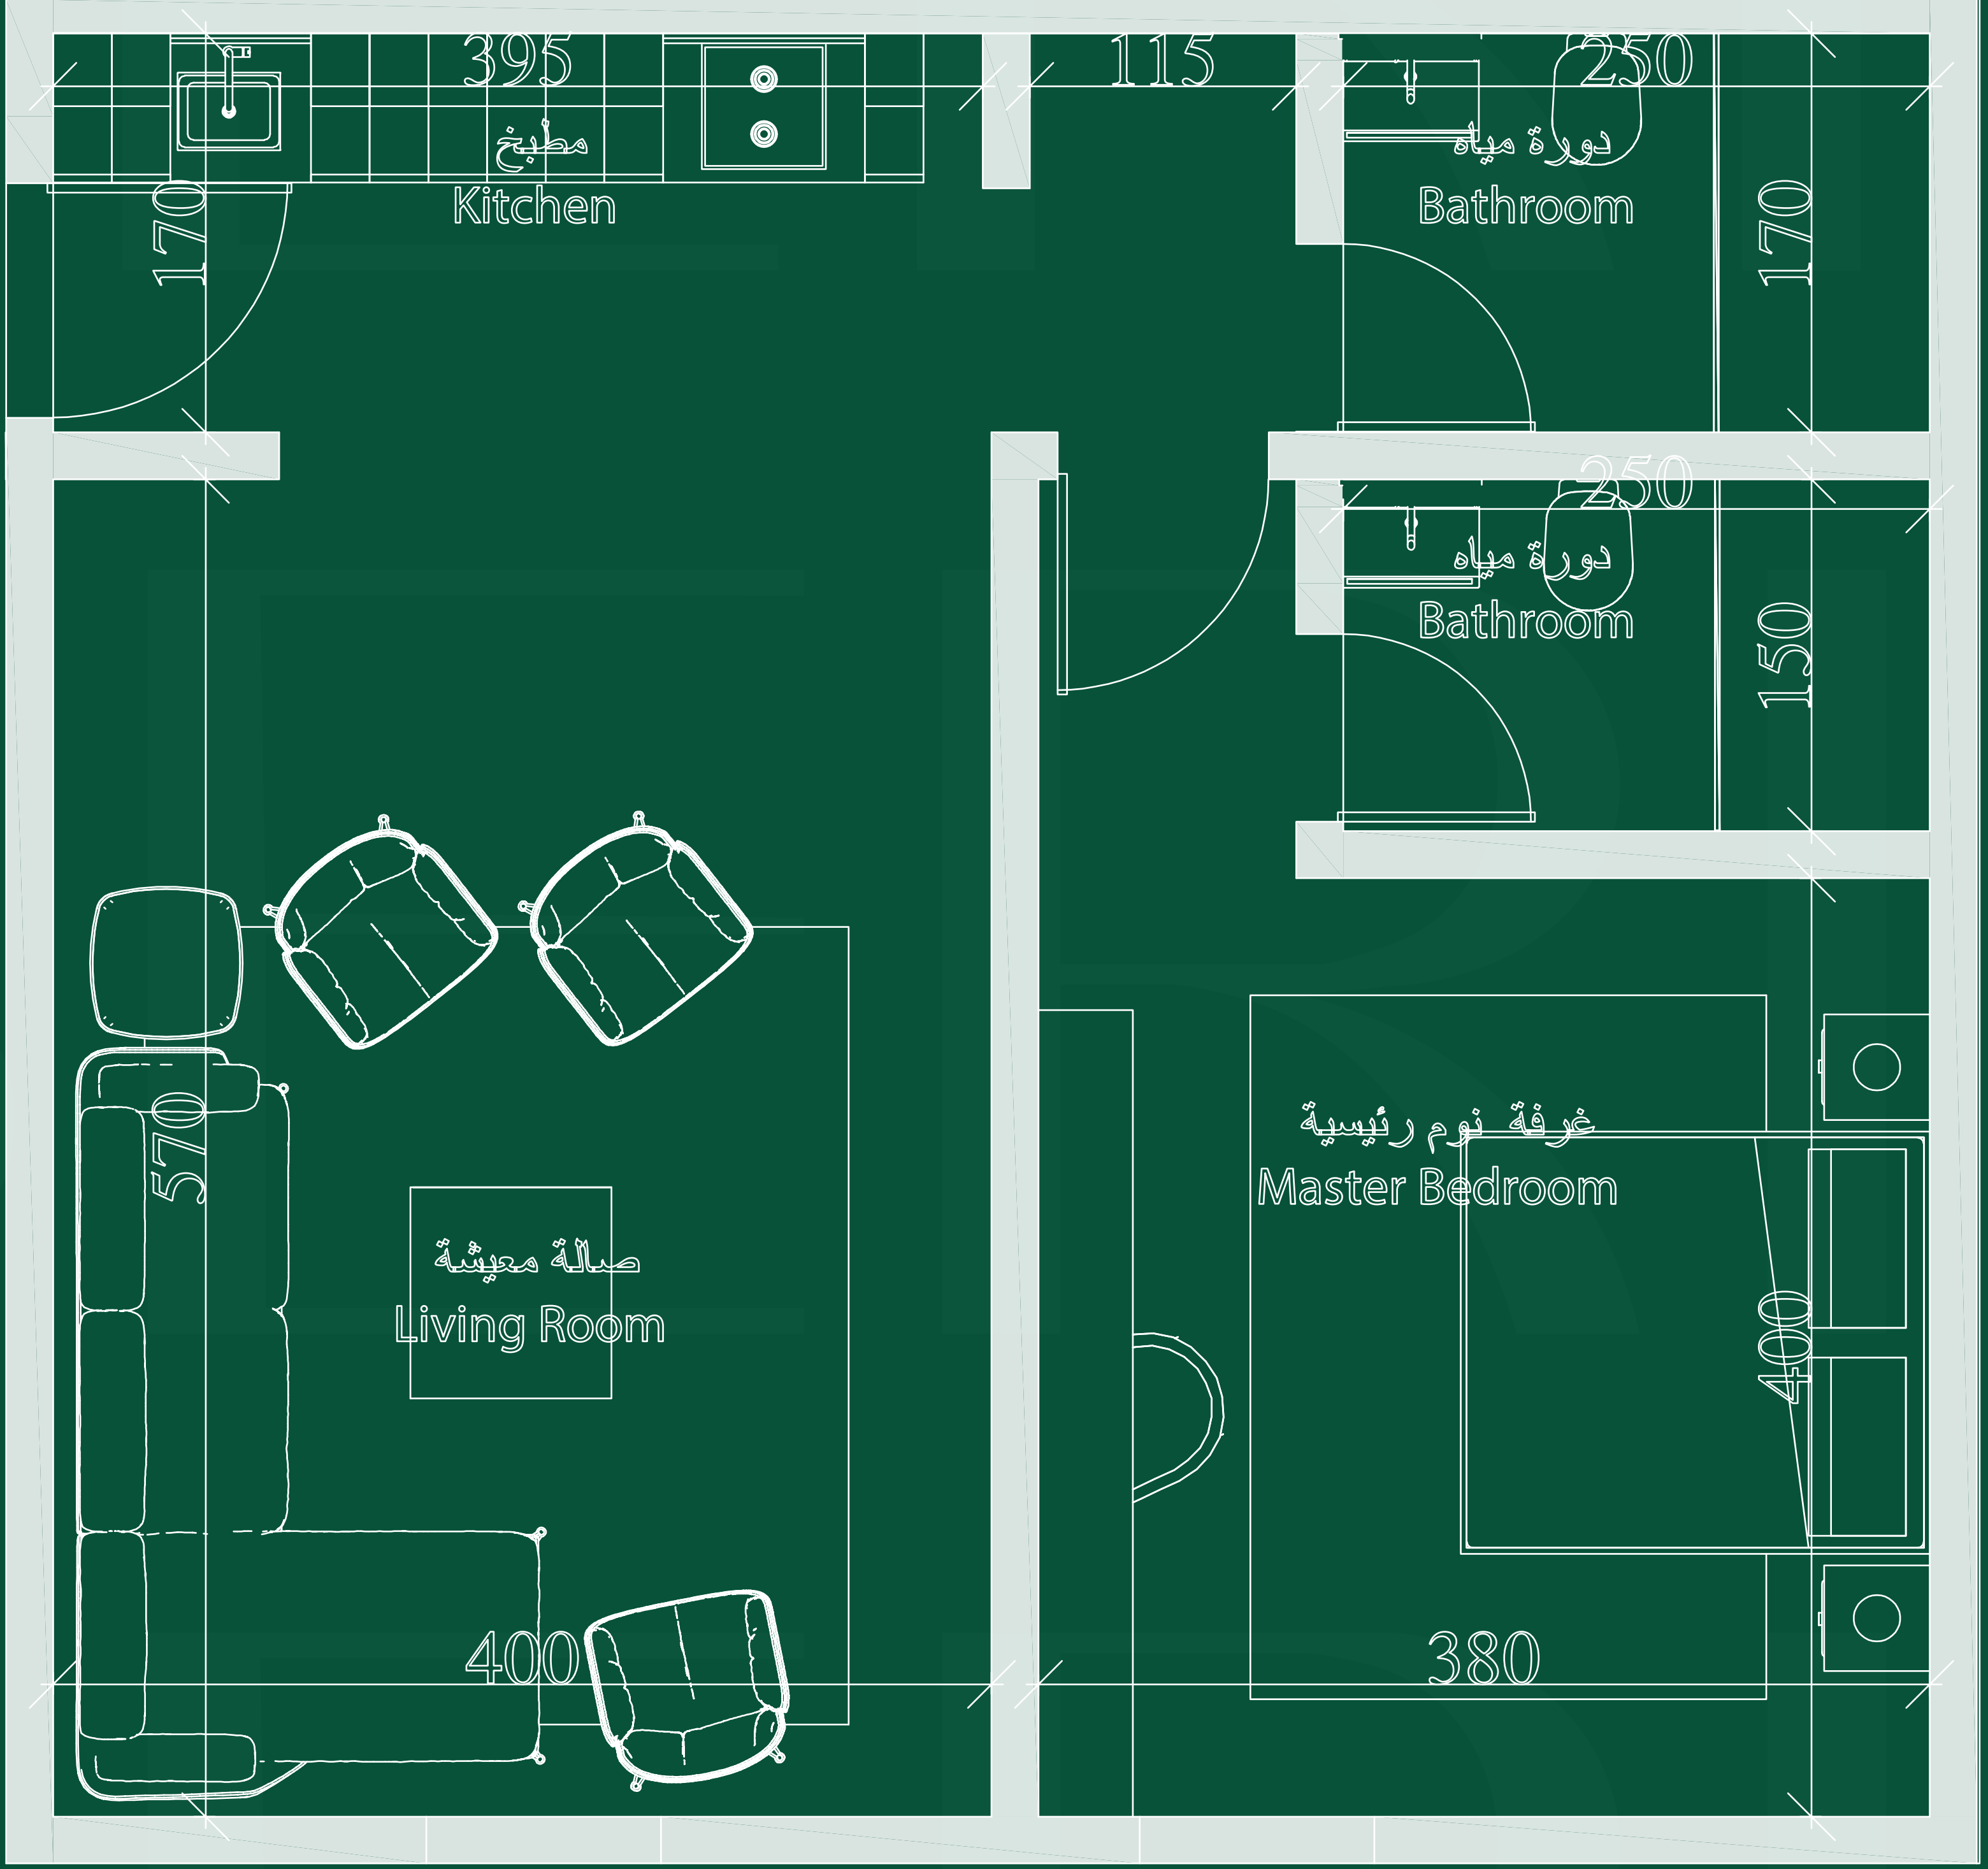 395
115
250
مطبخ
Kitchen
دورة مياه
Bathroom
170
170
250
دورة مياه
Bathroom
150
570
غرفة نوم رئيسية
Master Bedroom
صالة معيشة
Living Room
400
400
380